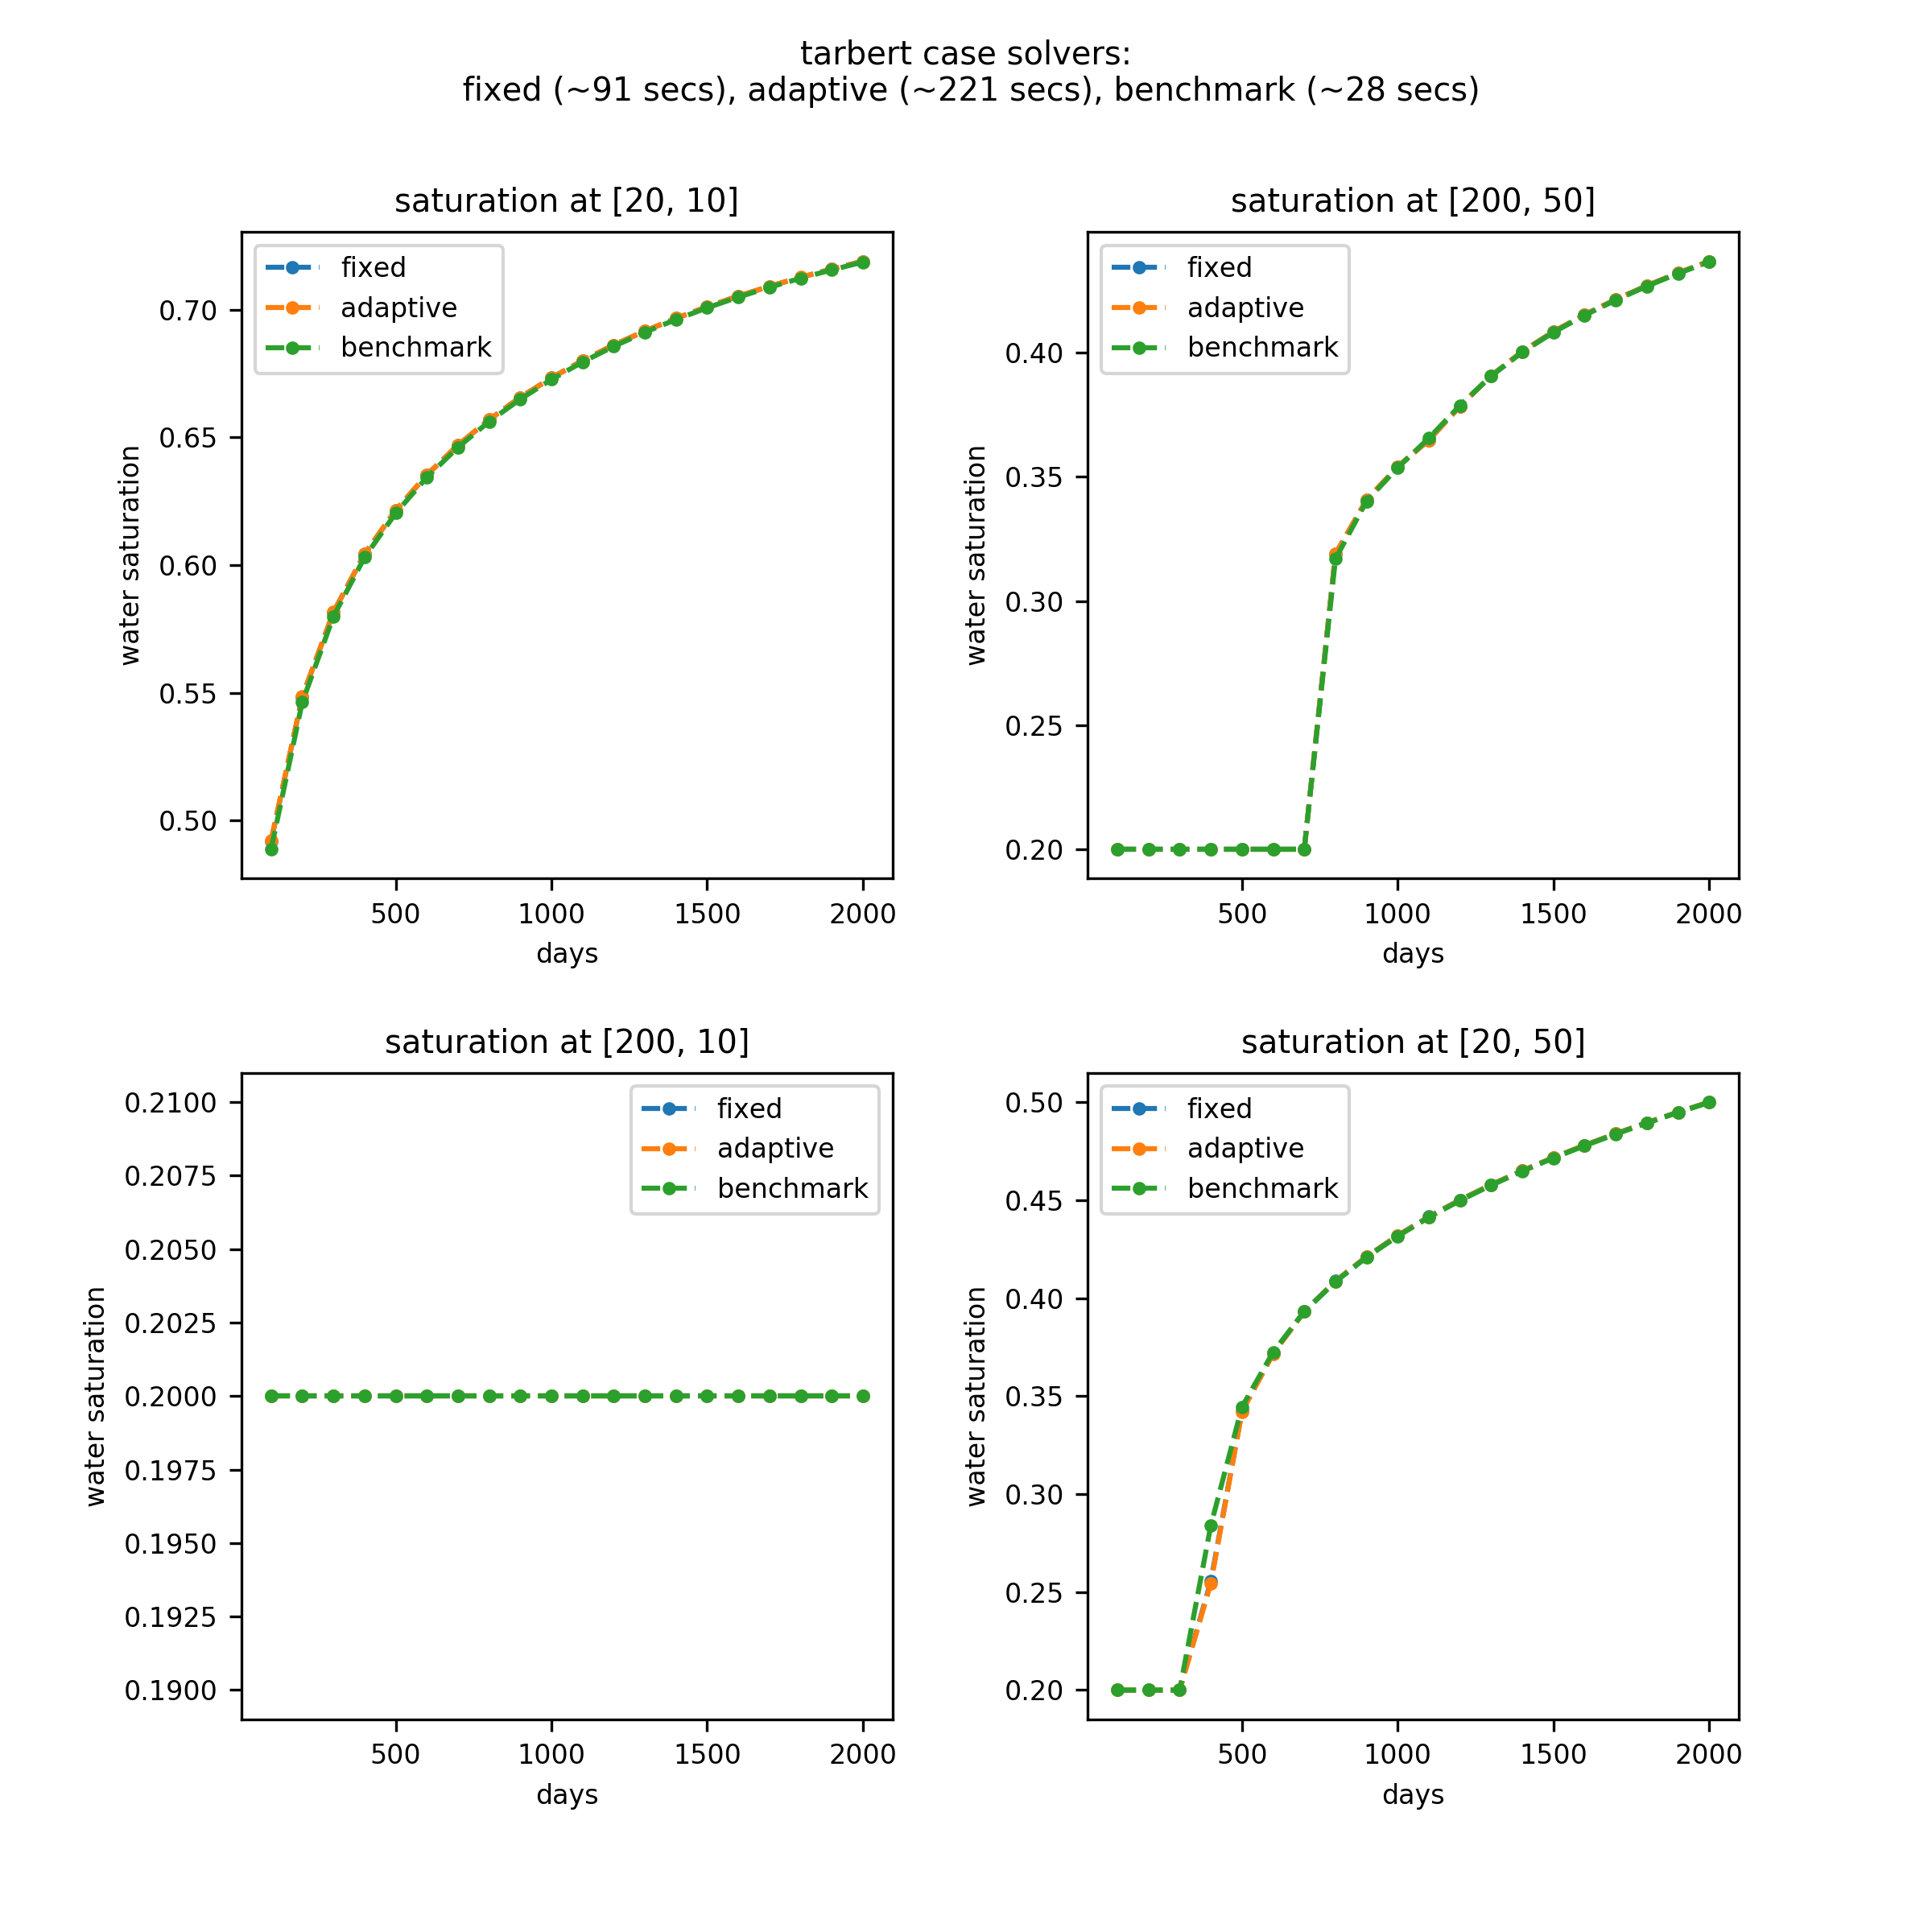 tarbert case solvers:
fixed (~91 secs), adaptive (~221 secs), benchmark (~28 secs)
saturation at [20, 10]
fixed
adaptive
benchmark
0.70
0.65
0.60
0.55
0.50
water saturation
500 1000 1500 2000
days
saturation at [200, 50]
fixed
adaptive
benchmark
0.40
0.35
0.30
0.25
0.20
water saturation
500 1000 1500 2000
days
saturation at [200, 10]
fixed
adaptive
benchmark
0.2100
0.2075
0.2050
0.2025
0.2000
0.1975
0.1950
0.1925
0.1900
water saturation
500 1000 1500 2000
days
saturation at [20, 50]
fixed
adaptive
benchmark
0.50
0.45
0.40
0.35
0.30
0.25
0.20
water saturation
500 1000 1500 2000
days